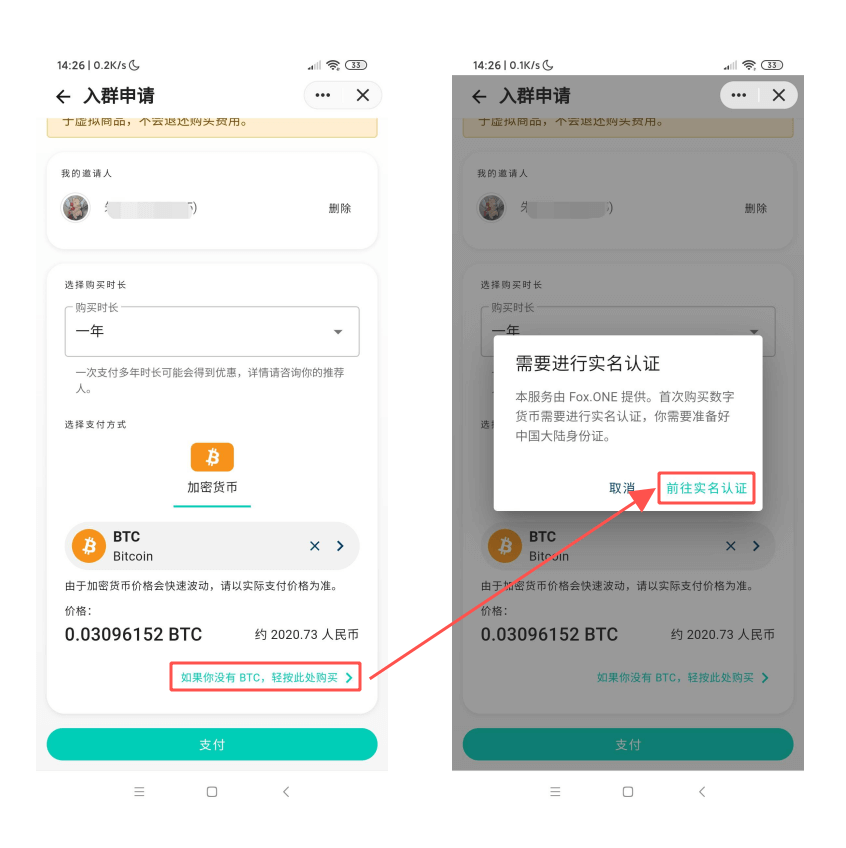 14:26 | 0.2K/s
33
入群申请
于虚拟商品，不会退还购买费用。
我的邀请人
删除
选择购买时长
购买时长
一年
一次支付多年时长可能会得到优惠，详情请咨询你的推荐
人。
选择支付方式
加密货币
BTC
Bitcoin
由于加密货币价格会快速波动，请以实际支付价格为准。
价格：
0.03096152 BTC
约 2020.73 人民币
如果你没有 BTC，轻按此处购买
支付
14:26 | 0.1K/s
33
入群申请
于虚拟商品，不会退还购买费用。
我的邀请人
删除
选择购买时长
购买时长
一年
需要进行实名认证
本服务由 Fox.ONE 提供。首次购买数字
货币需要进行实名认证，你需要准备好
中国大陆身份证。
取消
前往实名认证
BTC
Bitcoin
由于加密货币价格会快速波动，请以实际支付价格为准。
价格：
0.03096152 BTC
约 2020.73 人民币
如果你没有 BTC，轻按此处购买
支付